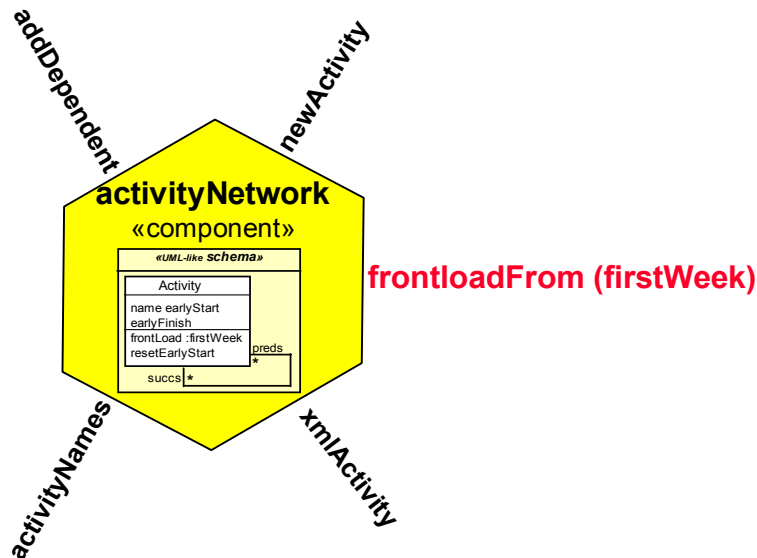 addDependent
newActivity
activityNetwork
«component»
«UML-like schema»
Activity
name earlyStart
earlyFinish
frontLoad :firstWeek
resetEarlyStart
preds
*
succs *
frontloadFrom (firstWeek)
activityNames
xmlActivity